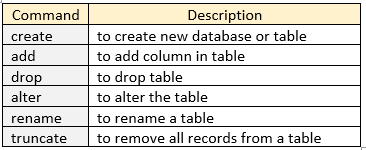 Command Description
create to create new database or table
add to add column in table
drop to drop table
alter to alter the table
rename to rename a table
truncate to remove all records from a table